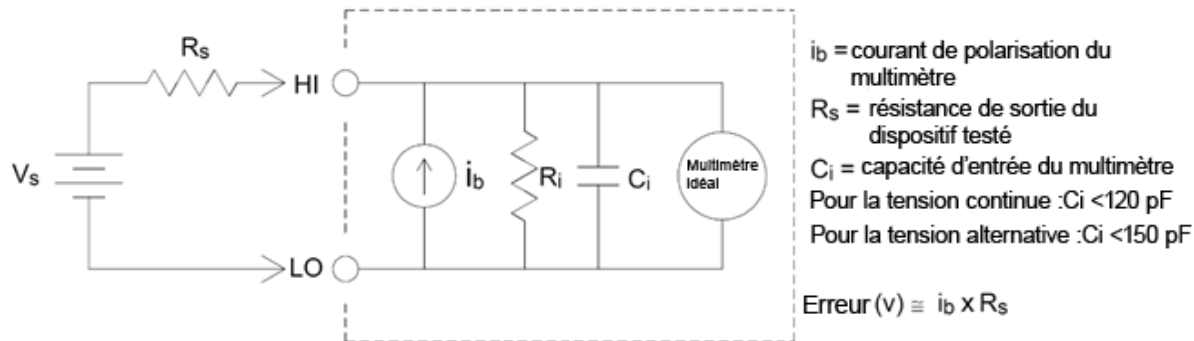 Rs
HI
Vs
ib
Ri
Ci
Multimètre
Idéal
LO
ib = courant de polarisation du
multimètre
Rs = résistance de sortie du
dispositif testé
Ci = capacité d'entrée du multimètre
Pour la tension continue :Ci <120 pF
Pour la tension alternative :Ci <150 pF
Erreur (v) ≅ ib x Rs